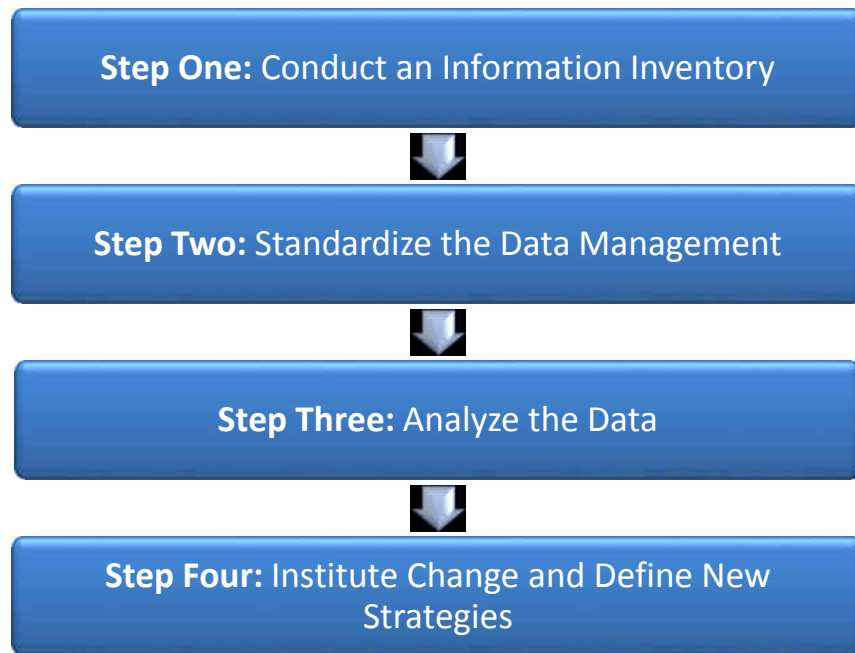 Step One: Conduct an Information Inventory
Step Two: Standardize the Data Management
Step Three: Analyze the Data
Step Four: Institute Change and Define New
Strategies